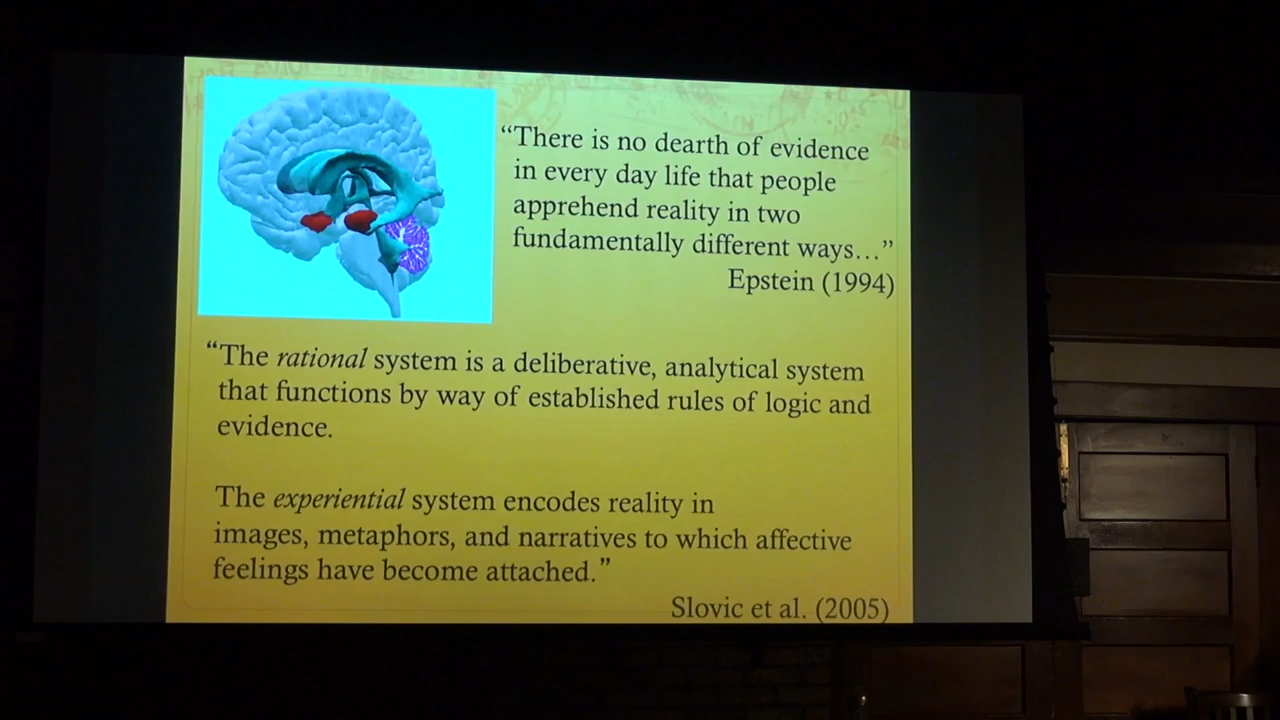 “There is no dearth of evidence
in every day life that people
apprehend reality in two
fundamentally different ways…”
Epstein (1994)
“The rational system is a deliberative, analytical system
that functions by way of established rules of logic and
evidence.
The experiential system encodes reality in
images, metaphors, and narratives to which affective
feelings have become attached.”
Slovic et al. (2005)